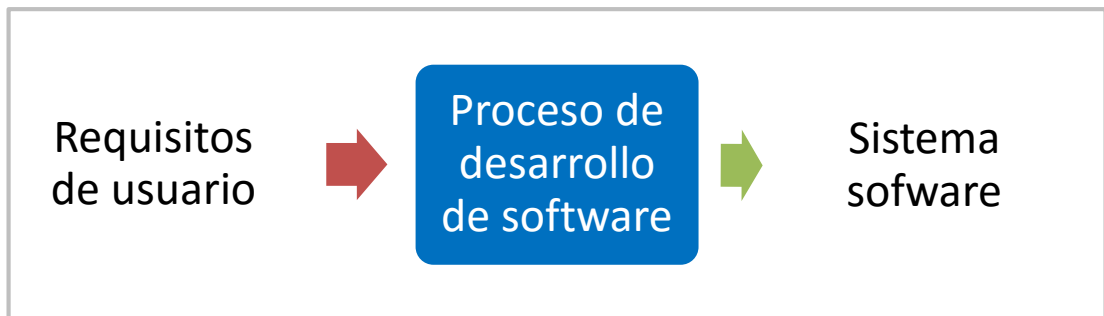 Requisitos
de usuario
Proceso de
desarrollo
de software
Sistema
sofware